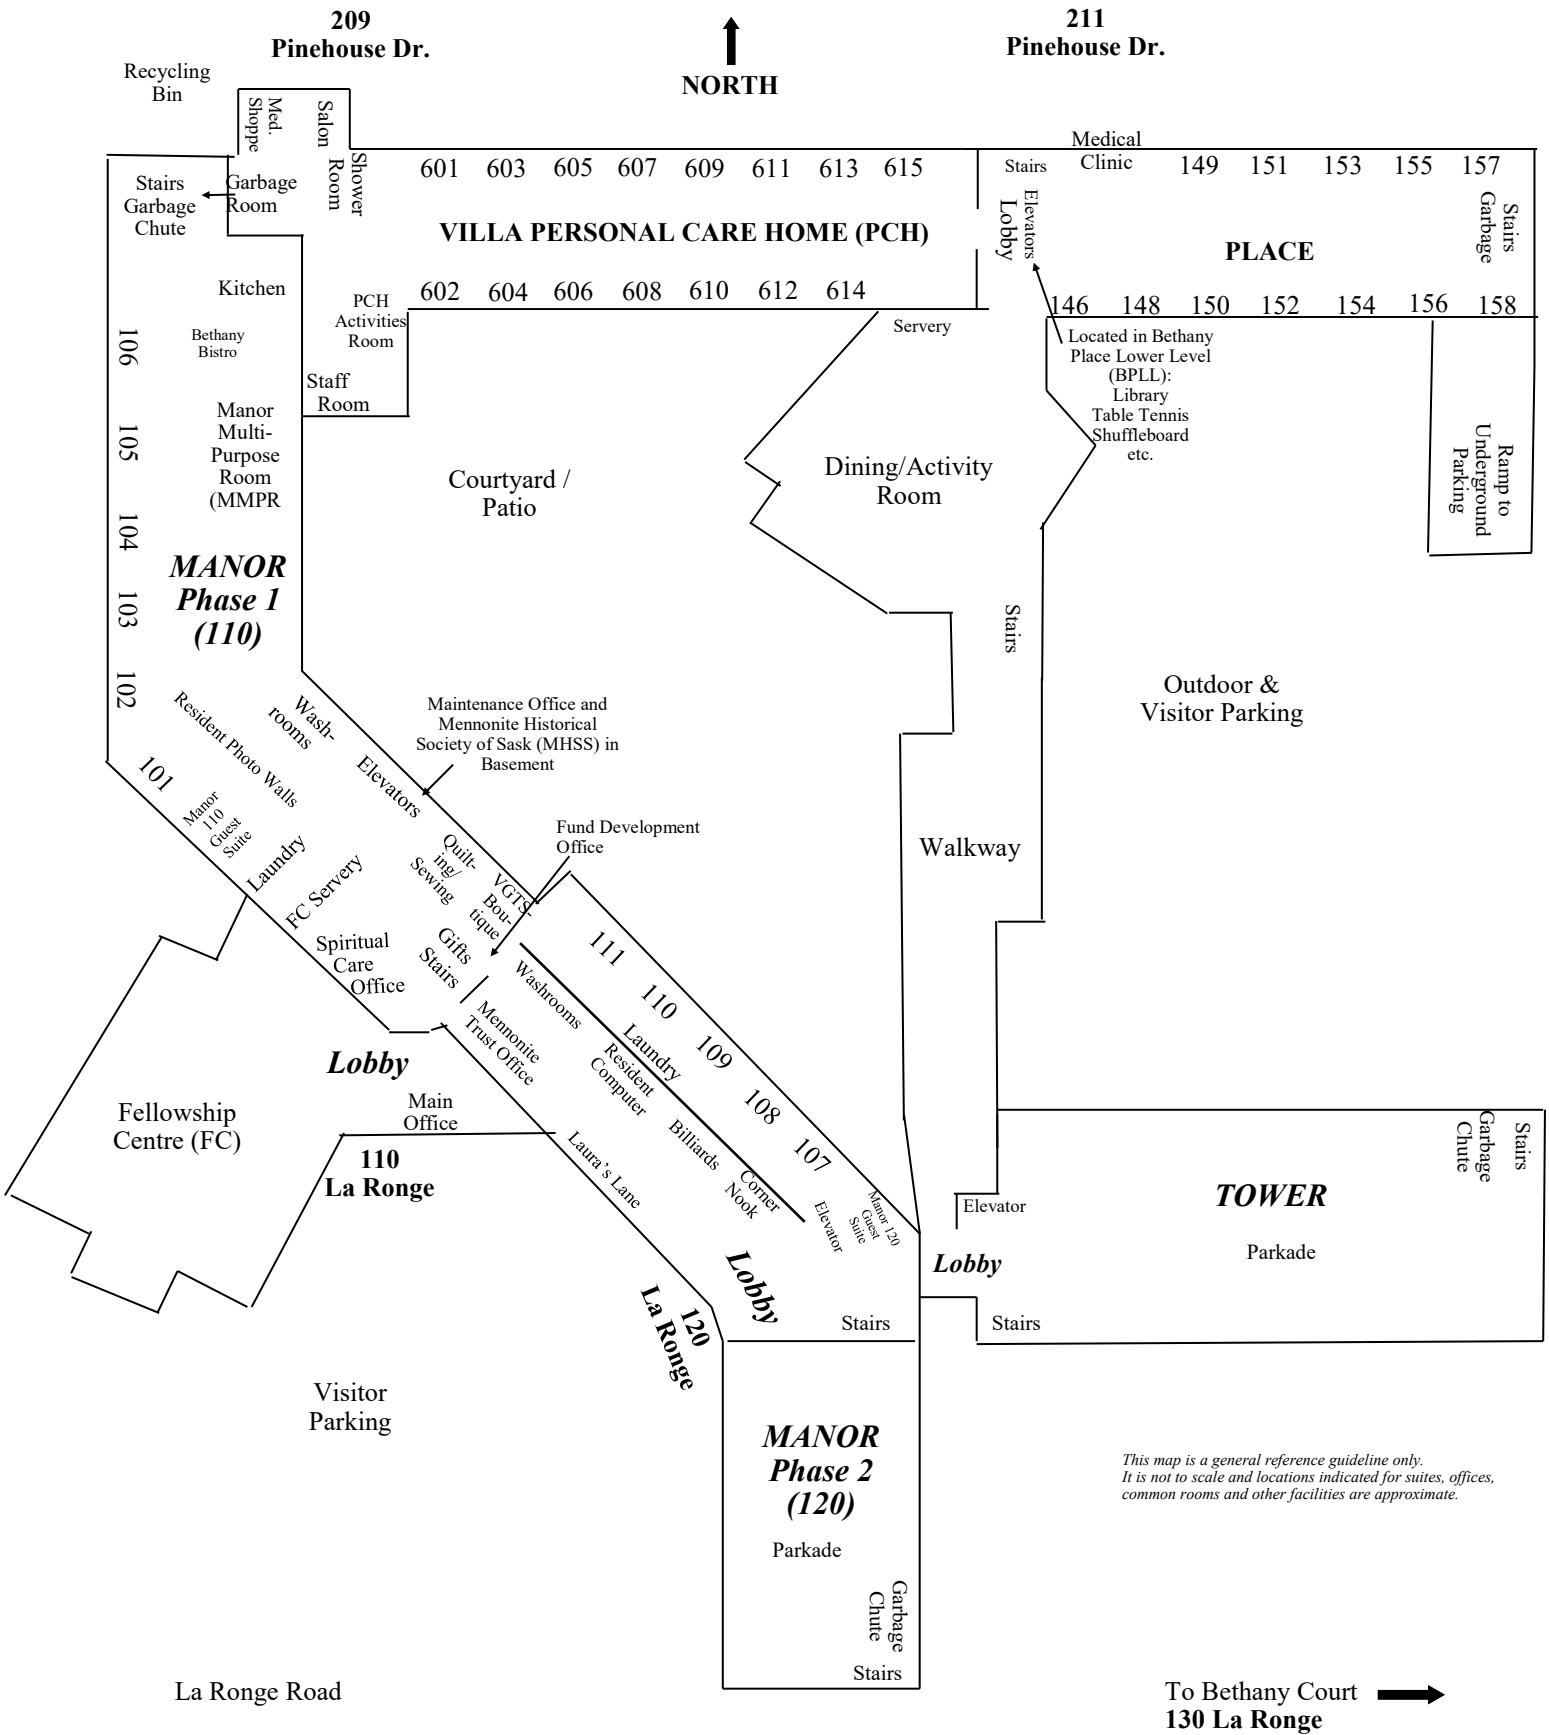 209
Pinehouse Dr.
NORTH
211
Pinehouse Dr.
Recycling
Bin
Med.
Shoppe
Salon
Shower
Room
Stairs
Garbage
Chute
Garbage
Room
601 603 605 607 609 611 613 615
VILLA PERSONAL CARE HOME (PCH)
602 604 606 608 610 612 614
Stairs
Medical
Clinic
149 151 153 155 157
Elevators
Lobby
PLACE
Stairs
Garbage
146 148 150 152 154 156 158
Kitchen
Bethany
Bistro
PCH
Activities
Room
Staff
Room
Servery
Located in Bethany
Place Lower Level
(BPLL):
Library
Table Tennis
Shuffleboard
etc.
Ramp to
Underground
Parking
106
105
104
103
102
101
Manor
Multi-
Purpose
Room
(MMPR
MANOR
Phase 1
(110)
Courtyard /
Patio
Dining/Activity
Room
Stairs
Outdoor &
Visitor Parking
Walkway
Wash-
rooms
Resident Photo Walls
Elevators
Maintenance Office and
Mennonite Historical
Society of Sask (MHSS) in
Basement
Manor
110
Guest
Suite
Laundry
FC Servery
Quilt-
ing/
Sewing
VGTS-
Bou-
tique
Fund Development
Office
Gifts
Stairs
Spiritual
Care
Office
Lobby
Mennonite
Trust Office
Washrooms
Laundry
Resident
Computer
Billiards
Corner
Nook
111
110
109
108
107
Manor 120
Guest
Suite
Elevator
Fellowship
Centre (FC)
Main
Office
110
La Ronge
Laura's Lane
Lobby
120
La Ronge
Stairs
Elevator
Lobby
Stairs
TOWER
Parkade
Garbage
Chute
Stairs
Visitor
Parking
MANOR
Phase 2
(120)
Parkade
Garbage
Chute
Stairs
This map is a general reference guideline only.
It is not to scale and locations indicated for suites, offices,
common rooms and other facilities are approximate.
La Ronge Road
To Bethany Court
130 La Ronge